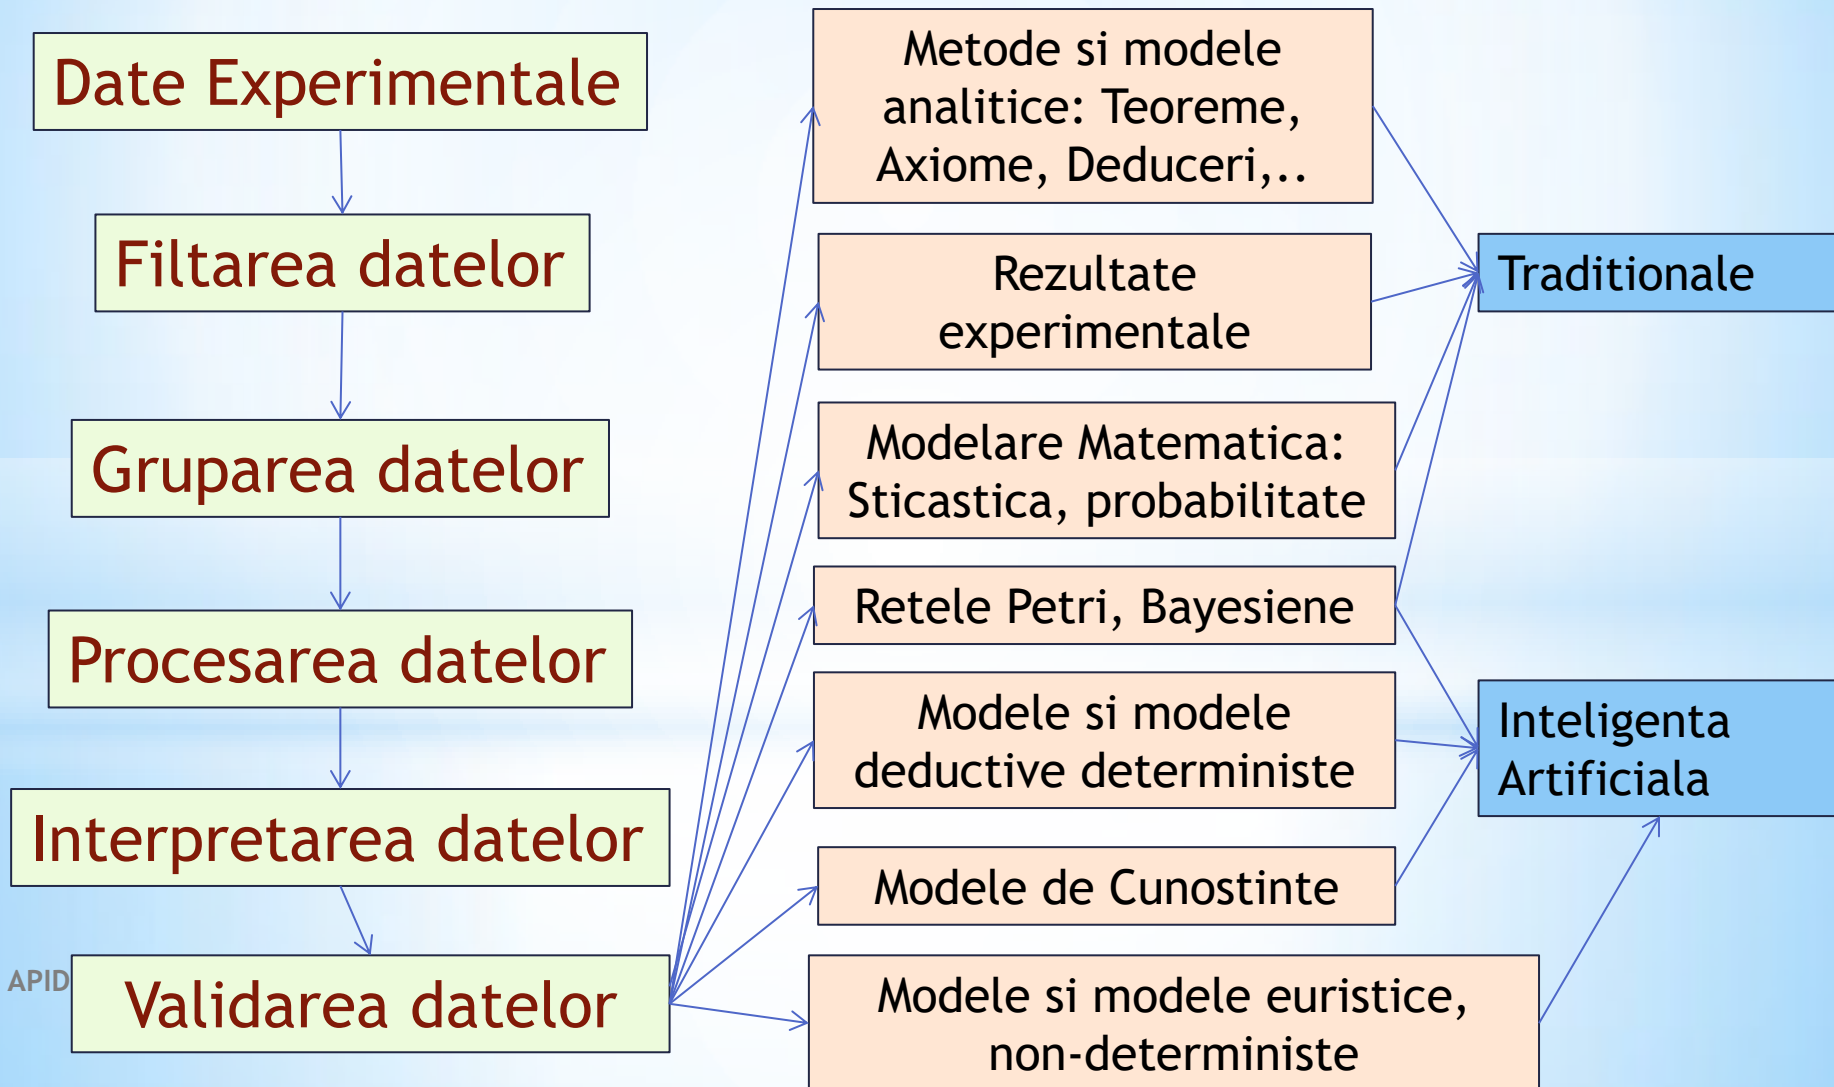 Date Experimentale
Filtarea datelor
Gruparea datelor
Procesarea datelor
Interpretarea datelor
APID
Validarea datelor
Metode si modele
analitice: Teoreme,
Axiome, Deduceri,..
Rezultate
experimentale
Modelare Matematica:
Sticastica, probabilitate
Retele Petri, Bayesiene
Modele si modele
deductive deterministe
Modele de Cunostinte
Modele si modele euristice,
non-deterministe
Traditionale
Inteligenta
Artificiala